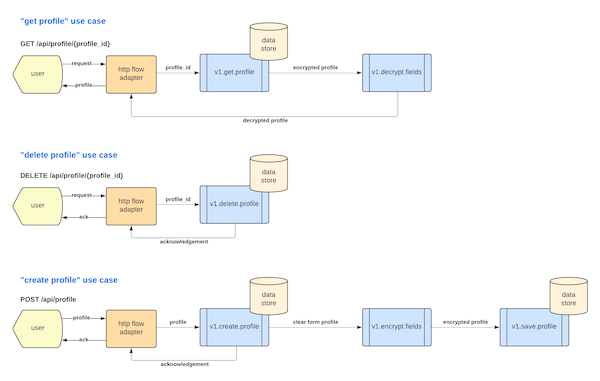 "get profile" use case
GET /api/profile/{profile_id}
data
store
user
request
profile
http flow
adapter
profile_id
v1.get.profile
encrypted profile
v1.decrypt.fields
decrypted profile
"delete profile" use case
DELETE /api/profile/{profile_id}
data
store
user
request
ack
http flow
adapter
profile_id
v1.delete.profile
acknowledgement
"create profile" use case
POST /api/profile
data
store
data
store
user
profile
ack
http flow
adapter
profile
v1.create.profile
clear form profile
v1.encrypt.fields
encrypted profile
v1.save.profile
acknowledgement